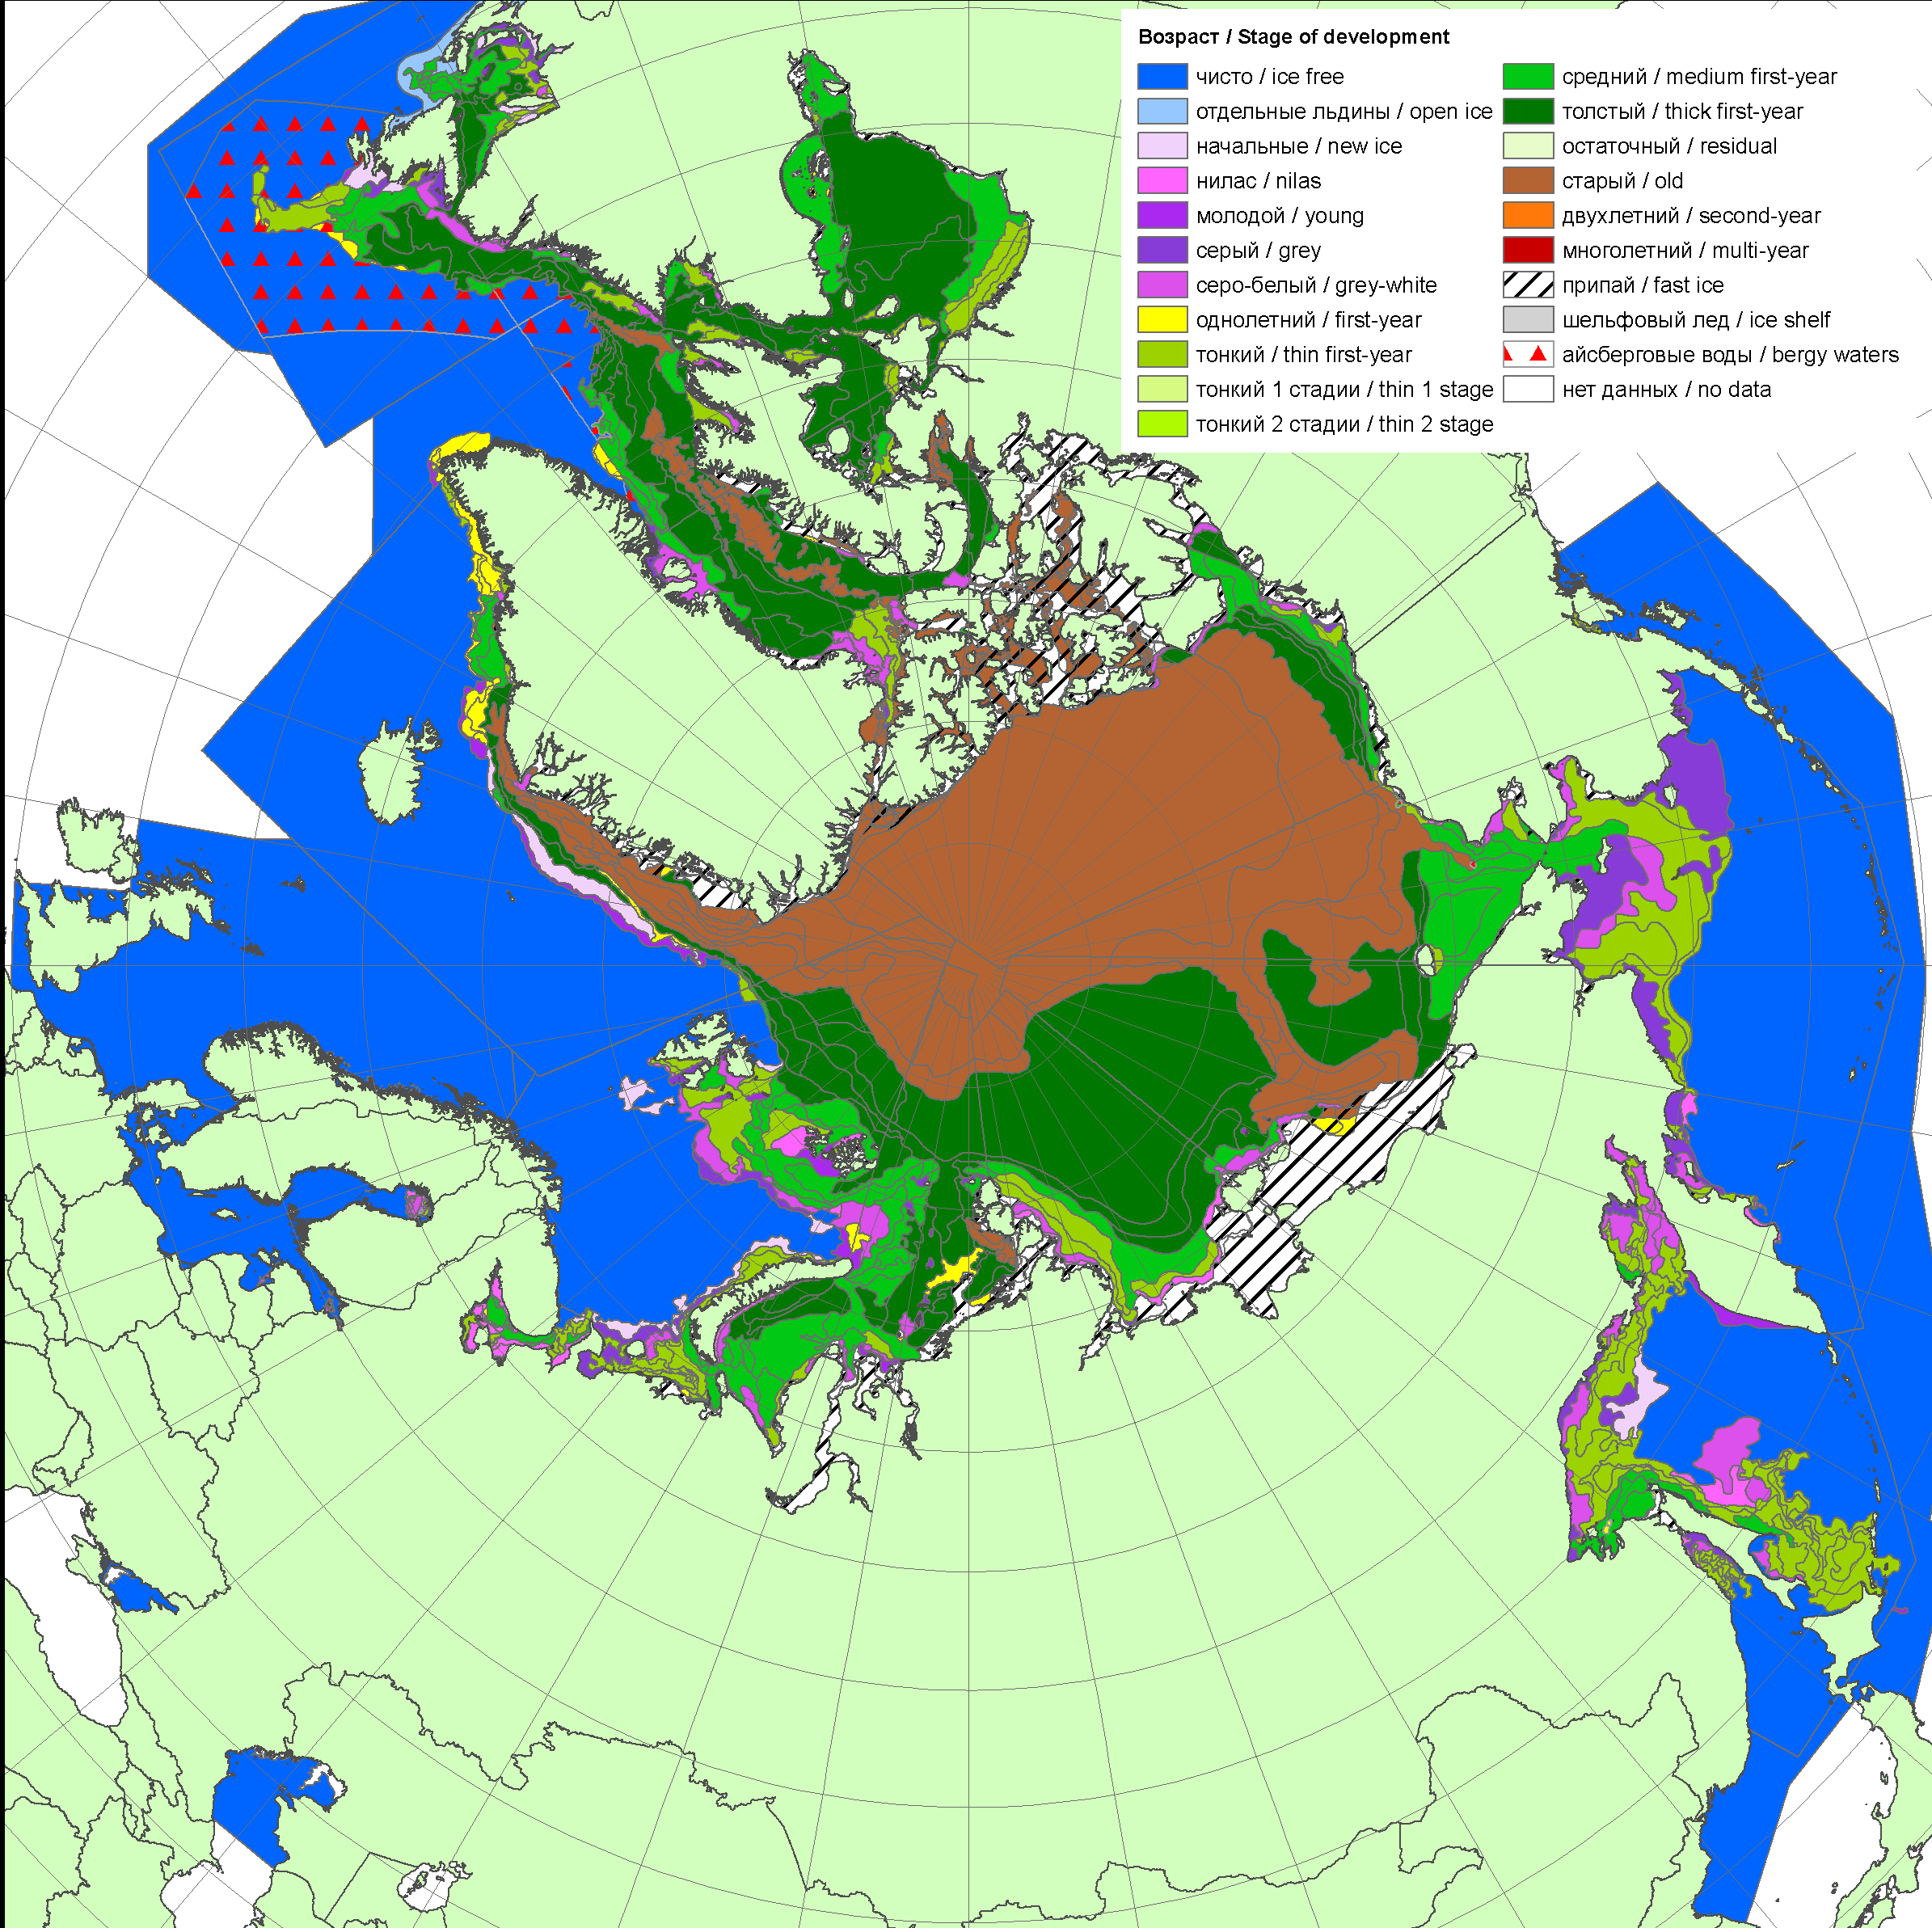 Возраст / Stage of development
чисто / ice free
отдельные льдины / open ice
начальные / new ice
нилас / nilas
молодой / young
серый / grey
серо-белый / grey-white
однолетний / first-year
тонкий / thin first-year
тонкий 1 стадии / thin 1 stage
тонкий 2 стадии / thin 2 stage
средний / medium first-year
толстый / thick first-year
остаточный / residual
старый / old
двухлетний / second-year
многолетний / multi-year
припай / fast ice
шельфовый лед / ice shelf
айсберговые воды / bergy waters
нет данных / no data